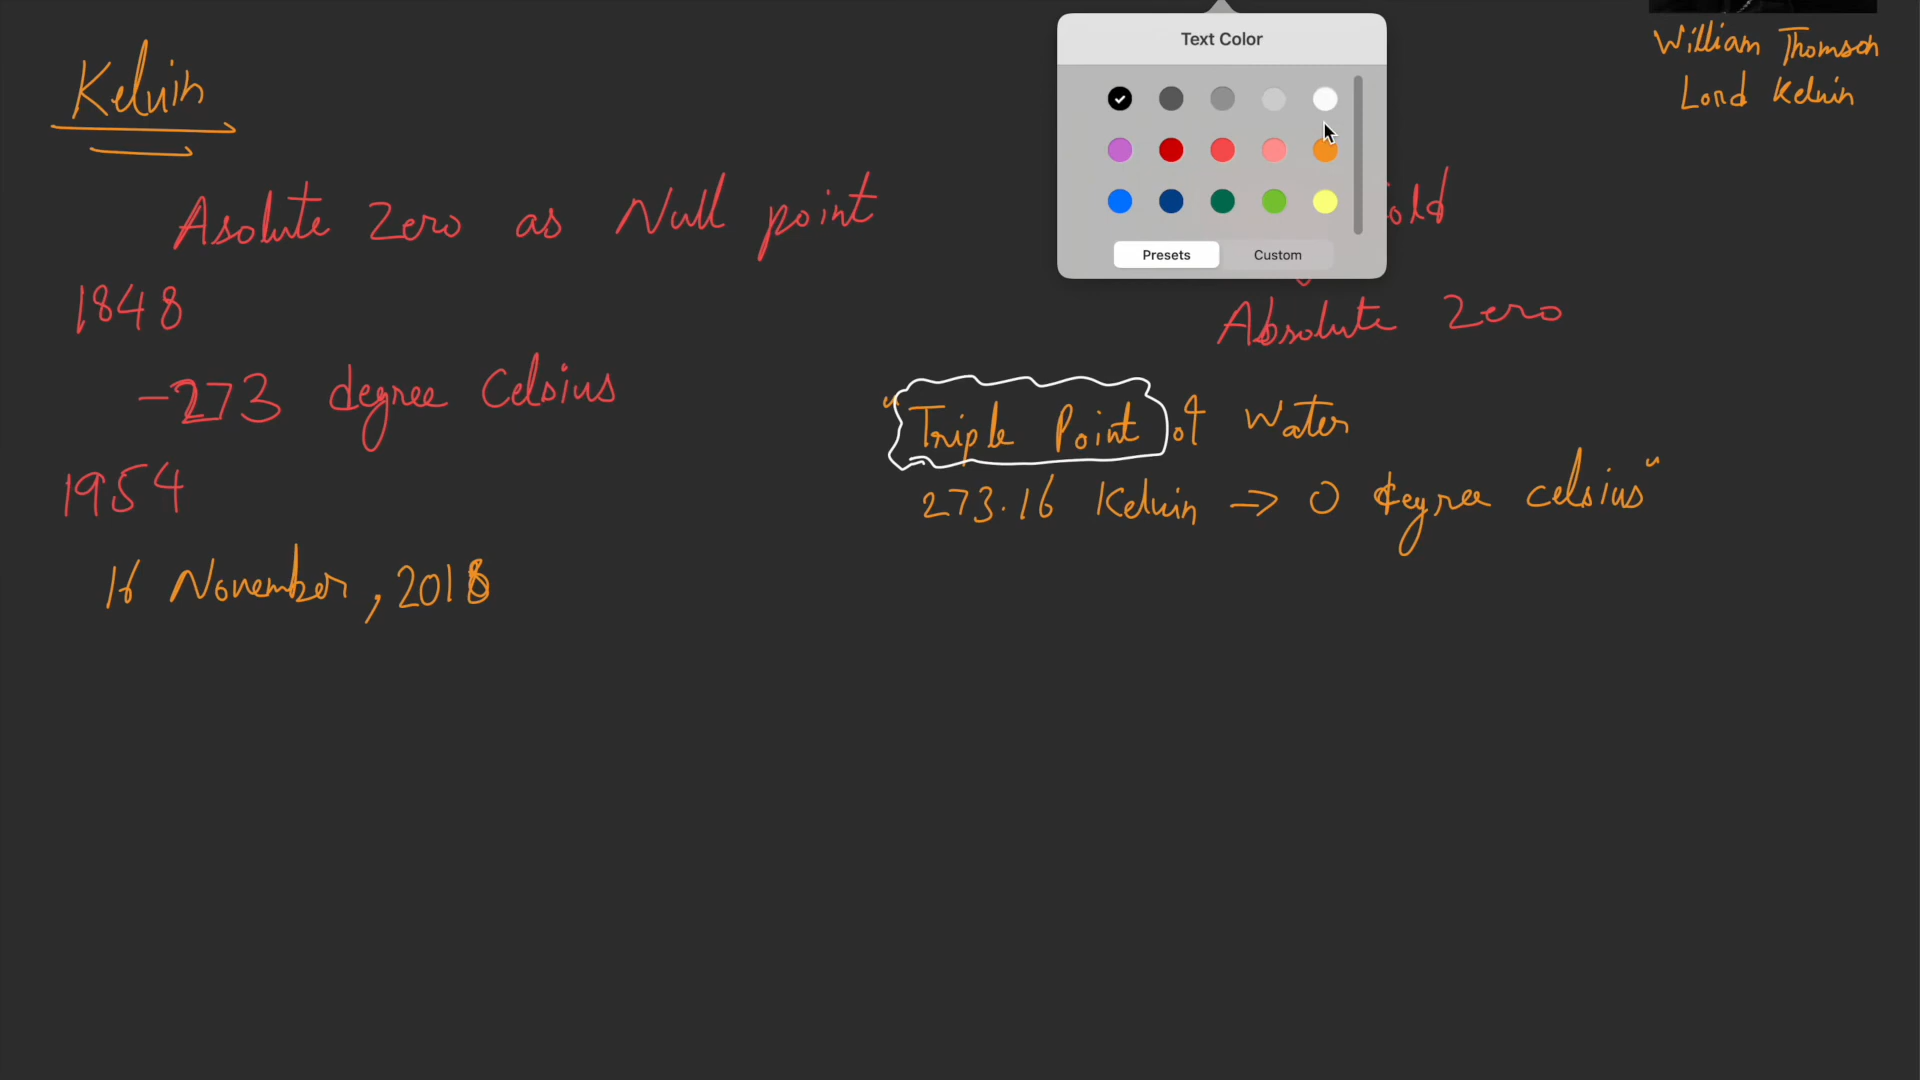 Kelvin
Asolute Zero as Null point
1848
-273 degree Celsius
1954
16 November, 2018
Text Color
Presets
Custom
old
Absolute Zero
"Triple Point of Water
273.16 Kelvin → 0 degree celsius"
William Thomson
Lord Kelvin